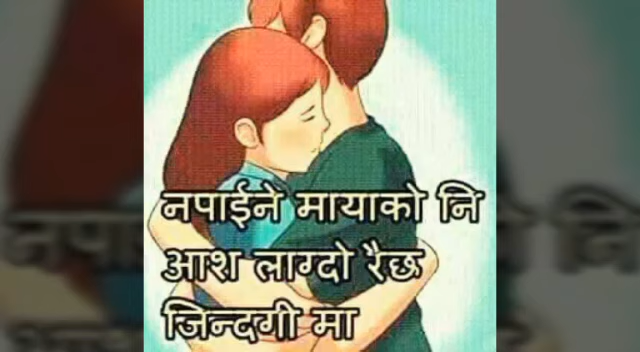 नपाईने मायाको नि
आश लाग्दो रैछ
जिन्दगी मा